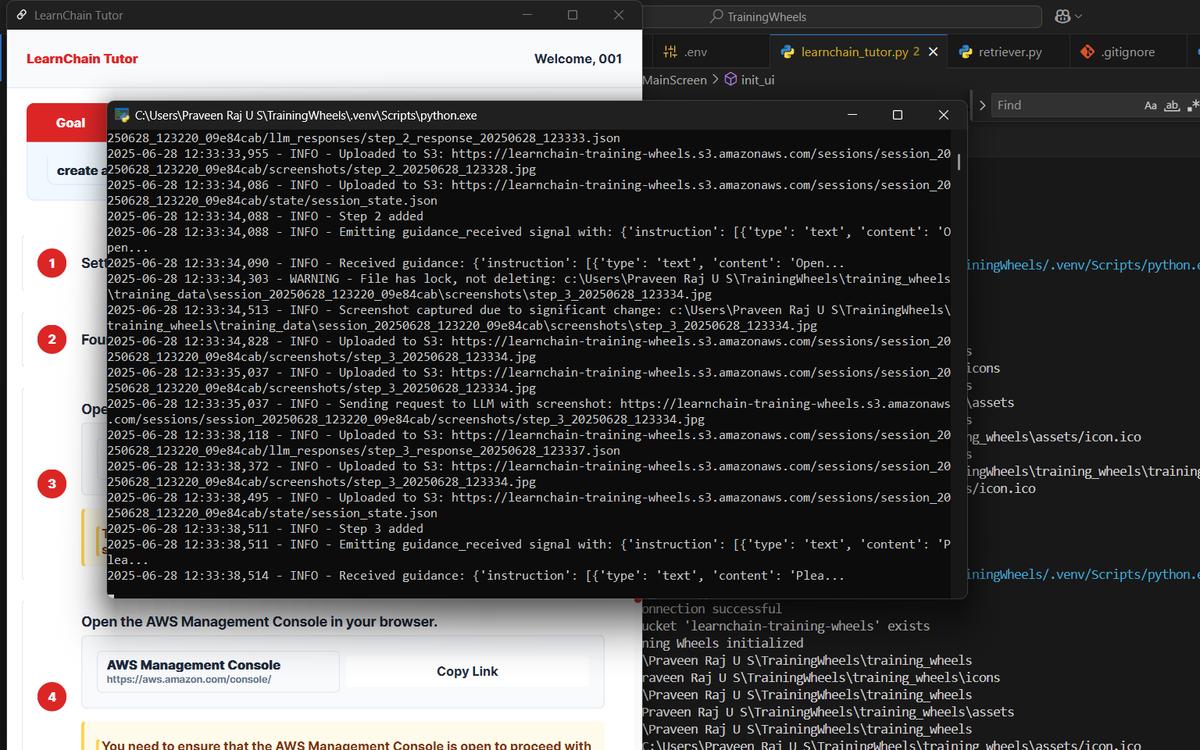 LearnChain Tutor
TrainingWheels
LearnChain Tutor
Welcome, 001
.env
learnchain_tutor.py 2
retriever.py
.gitignore
MainScreen > init_ui
Find
Aa
ab
Goal
create a
1
Set
2
Fou
Ope
3
C:\Users\Praveen Raj U S\TrainingWheels\.venv\Scripts\python.exe
250628_123220_09e84cab/llm_responses/step_2_response_20250628_123333.json
2025-06-28 12:33:33,955 - INFO - Uploaded to S3: https://learnchain-training-wheels.s3.amazonaws.com/sessions/session_20
250628_123220_09e84cab/screenshots/step_2_20250628_123328.jpg
2025-06-28 12:33:34,086 - INFO - Uploaded to S3: https://learnchain-training-wheels.s3.amazonaws.com/sessions/session_20
250628_123220_09e84cab/state/session_state.json
2025-06-28 12:33:34,088 - INFO - Step 2 added
2025-06-28 12:33:34,088 - INFO - Emitting guidance_received signal with: {'instruction': [{'type': 'text', 'content': 'O
pen...
2025-06-28 12:33:34,090 - INFO - Received guidance: {'instruction': [{'type': 'text', 'content': 'Open...
2025-06-28 12:33:34,303 - WARNING - File has lock, not deleting: c:\Users\Praveen Raj U S\TrainingWheels\training_wheels
\training_data\session_20250628_123220_09e84cab\screenshots\step_3_20250628_123334.jpg
2025-06-28 12:33:34,513 - INFO - Screenshot captured due to significant change: c:\Users\Praveen Raj U S\TrainingWheels\
training_wheels\training_data\session_20250628_123220_09e84cab\screenshots\step_3_20250628_123334.jpg
2025-06-28 12:33:34,828 - INFO - Uploaded to S3: https://learnchain-training-wheels.s3.amazonaws.com/sessions/session_20
250628_123220_09e84cab/screenshots/step_3_20250628_123334.jpg
2025-06-28 12:33:35,037 - INFO - Uploaded to S3: https://learnchain-training-wheels.s3.amazonaws.com/sessions/session_20
250628_123220_09e84cab/screenshots/step_3_20250628_123334.jpg
2025-06-28 12:33:35,037 - INFO - Sending request to LLM with screenshot: https://learnchain-training-wheels.s3.amazonaws
.com/sessions/session_20250628_123220_09e84cab/screenshots/step_3_20250628_123334.jpg
2025-06-28 12:33:38,118 - INFO - Uploaded to S3: https://learnchain-training-wheels.s3.amazonaws.com/sessions/session_20
250628_123220_09e84cab/llm_responses/step_3_response_20250628_123337.json
2025-06-28 12:33:38,372 - INFO - Uploaded to S3: https://learnchain-training-wheels.s3.amazonaws.com/sessions/session_20
250628_123220_09e84cab/screenshots/step_3_20250628_123334.jpg
2025-06-28 12:33:38,495 - INFO - Uploaded to S3: https://learnchain-training-wheels.s3.amazonaws.com/sessions/session_20
250628_123220_09e84cab/state/session_state.json
2025-06-28 12:33:38,511 - INFO - Step 3 added
2025-06-28 12:33:38,511 - INFO - Emitting guidance_received signal with: {'instruction': [{'type': 'text', 'content': 'P
lea...
2025-06-28 12:33:38,514 - INFO - Received guidance: {'instruction': [{'type': 'text', 'content': 'Plea...
iningWheels/.venv/Scripts/python.e
s
icons
s
\assets
s
ng_wheels\assets/icon.ico
s
iningWheels\training_wheels\training
s/icon.ico
iningWheels/.venv/Scripts/python.e
onnection successful
ucket 'learnchain-training-wheels' exists
ning Wheels initialized
\Praveen Raj U S\TrainingWheels\training_wheels
raveen Raj U S\TrainingWheels\training_wheels\icons
\Praveen Raj U S\TrainingWheels\training_wheels
Praveen Raj U S\TrainingWheels\training_wheels\assets
\Praveen Raj U S\TrainingWheels\training_wheels
C:\Users\Praveen Raj U S\TrainingWheels\training_wheels\assets/icon.ico
Open the AWS Management Console in your browser.
AWS Management Console
https://aws.amazon.com/console/
Copy Link
4
You need to ensure that the AWS Management Console is open to proceed with